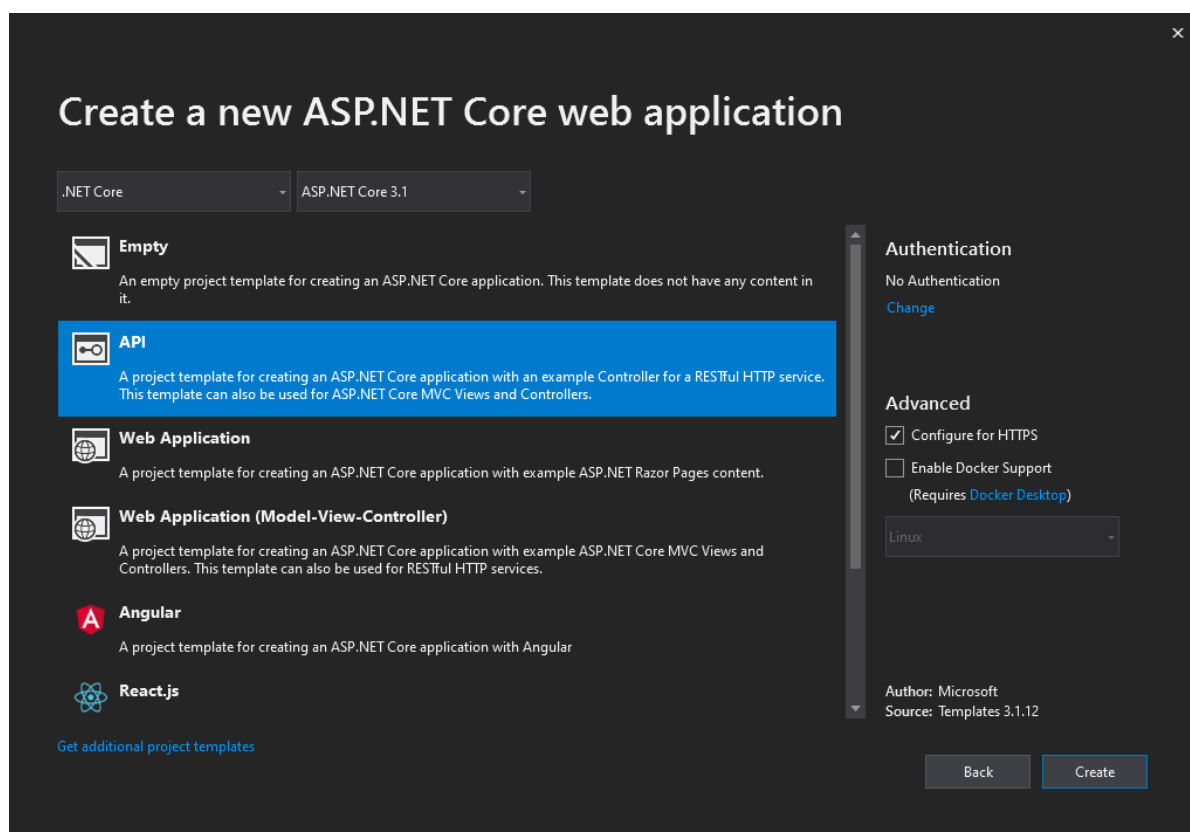 Create a new ASP.NET Core web application
.NET Core
ASP.NET Core 3.1
Empty
An empty project template for creating an ASP.NET Core application. This template does not have any content in
it.
API
A project template for creating an ASP.NET Core application with an example Controller for a RESTful HTTP service.
This template can also be used for ASP.NET Core MVC Views and Controllers.
Web Application
A project template for creating an ASP.NET Core application with example ASP.NET Razor Pages content.
Web Application (Model-View-Controller)
A project template for creating an ASP.NET Core application with example ASP.NET Core MVC Views and
Controllers. This template can also be used for RESTful HTTP services.
Angular
A project template for creating an ASP.NET Core application with Angular
React.js
Get additional project templates
Authentication
No Authentication
Change
Advanced
Configure for HTTPS
Enable Docker Support
(Requires Docker Desktop)
Linux
Author: Microsoft
Source: Templates 3.1.12
Back
Create